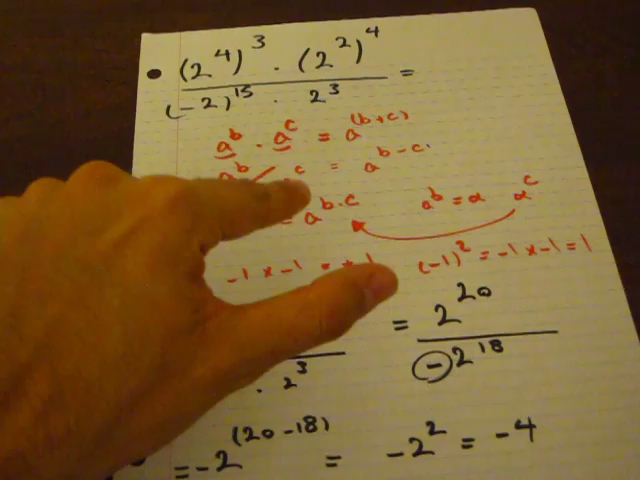 (2^4)^3 · (2^2)^4
(-2)^15 · 2^3 =
a^b · a^c = a^(b+c)
a^b c = a^b-c
= a^b·c a^b = α α^c
-1 × -1 = +1 (-1)^2 = -1 × -1 = 1
= 2^20
-2^18
· 2^3
= -2^(20-18) = -2^2 = -4